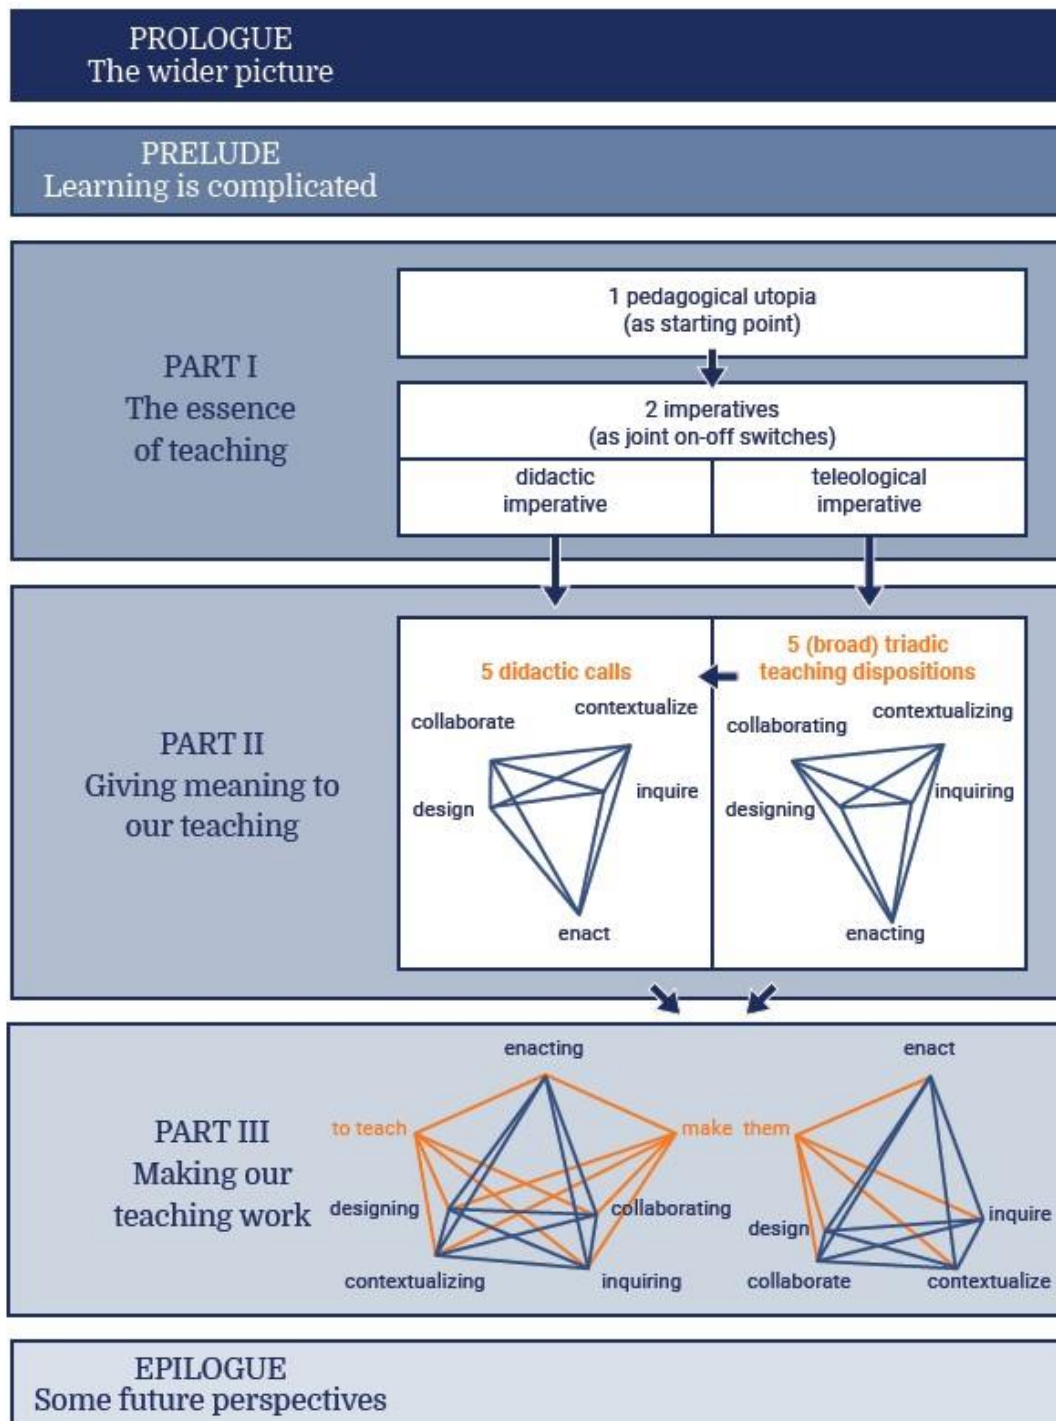 PROLOGUE
The wider picture
PRELUDE
Learning is complicated
PART I
The essence
of teaching
1 pedagogical utopia
(as starting point)
2 imperatives
(as joint on-off switches)
didactic
imperative
teleological
imperative
PART II
Giving meaning to
our teaching
5 didactic calls
collaborate
contextualize
design
inquire
enact
5 (broad) triadic
teaching dispositions
collaborating
contextualizing
designing
inquiring
enacting
PART III
Making our
teaching work
enacting
to teach
make them
designing
collaborating
contextualizing
inquiring
enact
design
inquire
collaborate
contextualize
EPILOGUE
Some future perspectives